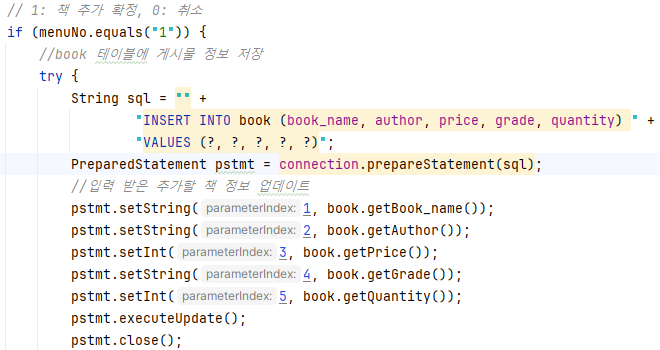 // 1: 책 추가 확정, 0: 취소
if (menuNo.equals("1")) {
//book 테이블에 게시물 정보 저장
try {
String sql = "" +
"INSERT INTO book (book_name, author, price, grade, quantity) " +
"VALUES (?, ?, ?, ?, ?)";
PreparedStatement pstmt = connection.prepareStatement(sql);
//입력 받은 추가할 책 정보 업데이트
pstmt.setString( parameterIndex: 1, book.getBook_name());
pstmt.setString( parameterIndex: 2, book.getAuthor());
pstmt.setInt( parameterIndex: 3, book.getPrice());
pstmt.setString( parameterIndex: 4, book.getGrade());
pstmt.setInt( parameterIndex: 5, book.getQuantity());
pstmt.executeUpdate();
pstmt.close();